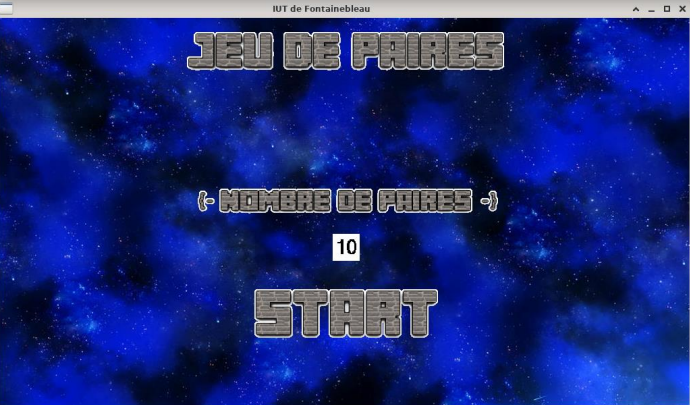 IUT de Fontainebleau
JEU DE PAIRES
(- NOMBRE DE PAIRES -)
10
START